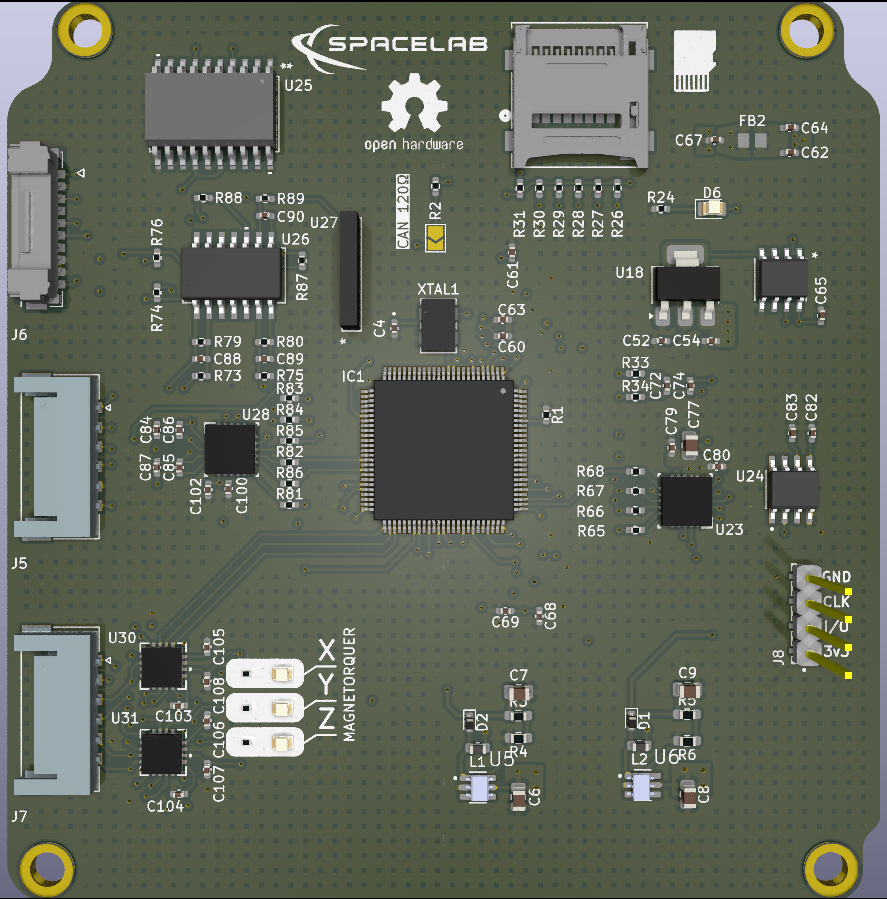 SPACELAB
**
U25
open hardware
FB2
C67
C64
C62
R88
R89
C90
U27
CAN 120Ω
R2
R31
R30
R29
R28
R27
R26
R24
D6
R76
U26
R87
C61
U18
*
C65
R74
XTAL1
C4
C63
C60
C52
C54
J6
*
R79
R80
C88
C89
R73
R75
R83
IC1
R33
R34
C72
C74
R84
U28
R85
C84
C86
R82
C87
C85
R86
R81
C102
C100
R1
C79
C77
C83
C82
C80
R68
R67
R66
R65
U24
U23
J5
GND
CLK
I/O
3v3
J8
C69
C68
U30
C105
X
Y
Z
MAGNETORQUER
C108
C103
U31
C106
C107
C104
J7
C7
R3
D2
R4
L1
U5
C6
C9
R5
D1
R6
L2
U6
C8